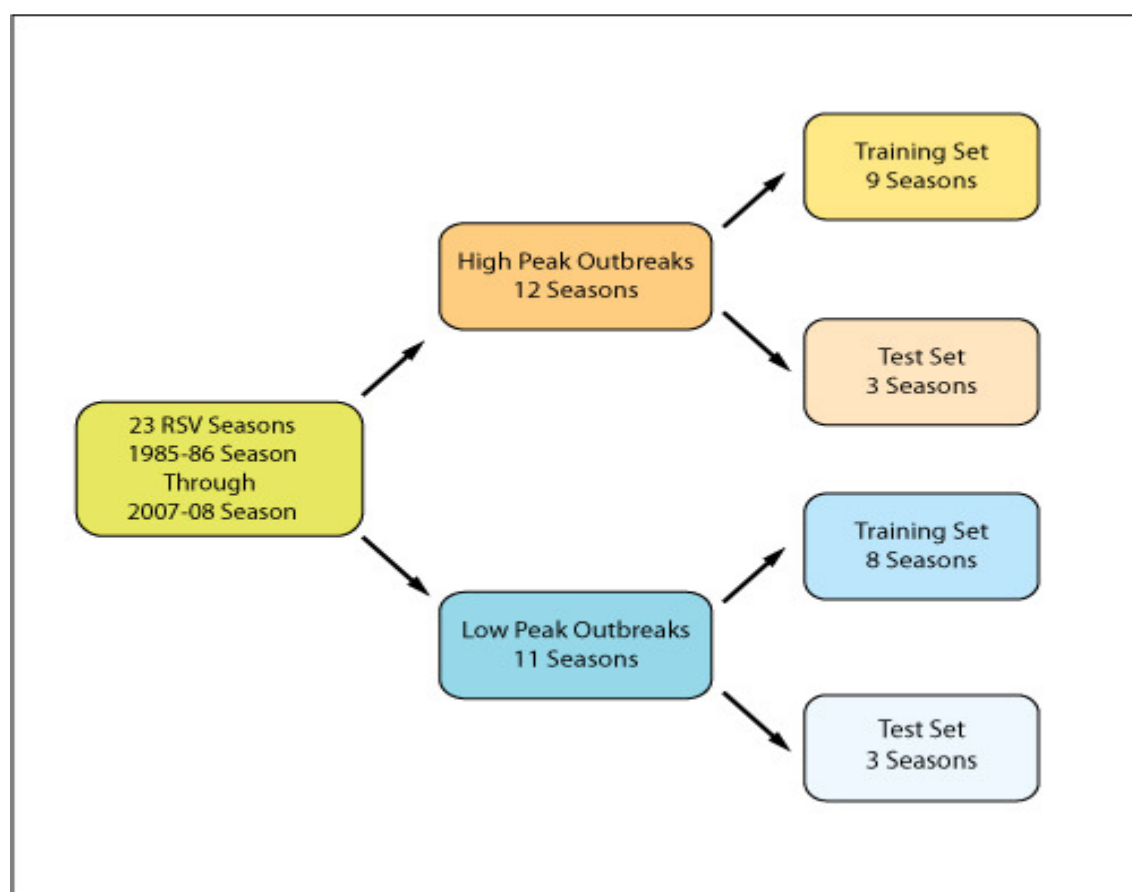 23 RSV Seasons
1985-86 Season
Through
2007-08 Season
High Peak Outbreaks
12 Seasons
Training Set
9 Seasons
Test Set
3 Seasons
Low Peak Outbreaks
11 Seasons
Training Set
8 Seasons
Test Set
3 Seasons